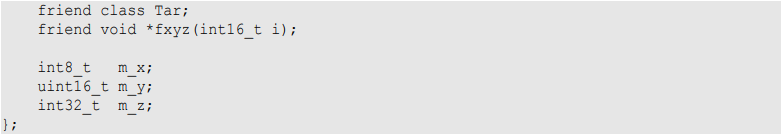 friend class Tar;
friend void *fxyz(int16_t i);
int8_t m_x;
uint16_t m_y;
int32_t m_z;
};